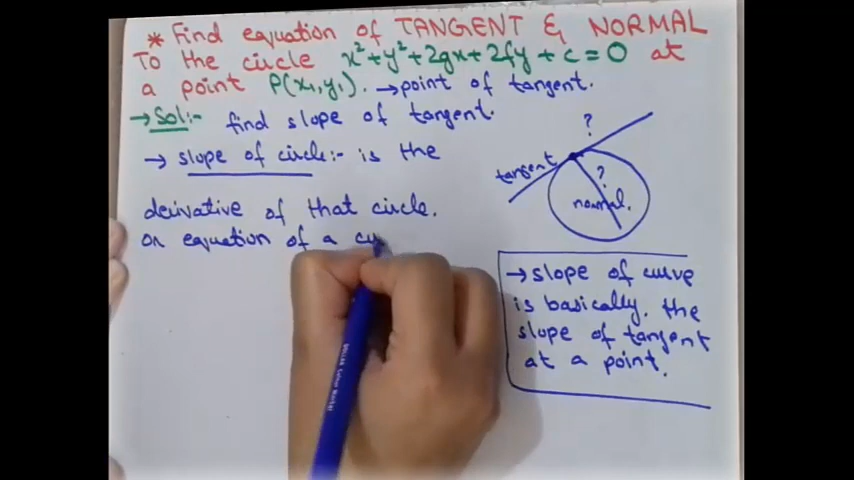 * Find equation of TANGENT & NORMAL
To the circle x²+y²+2gx+2fy+c=0 at
a point P(x₁,y₁). →point of tangent.
→Sol:- find slope of tangent.
→ slope of circle:- is the
derivative of that circle.
or equation of a cu
?
tangent
?
normal.
→slope of curve
is basically, the
slope of tangent
at a point.